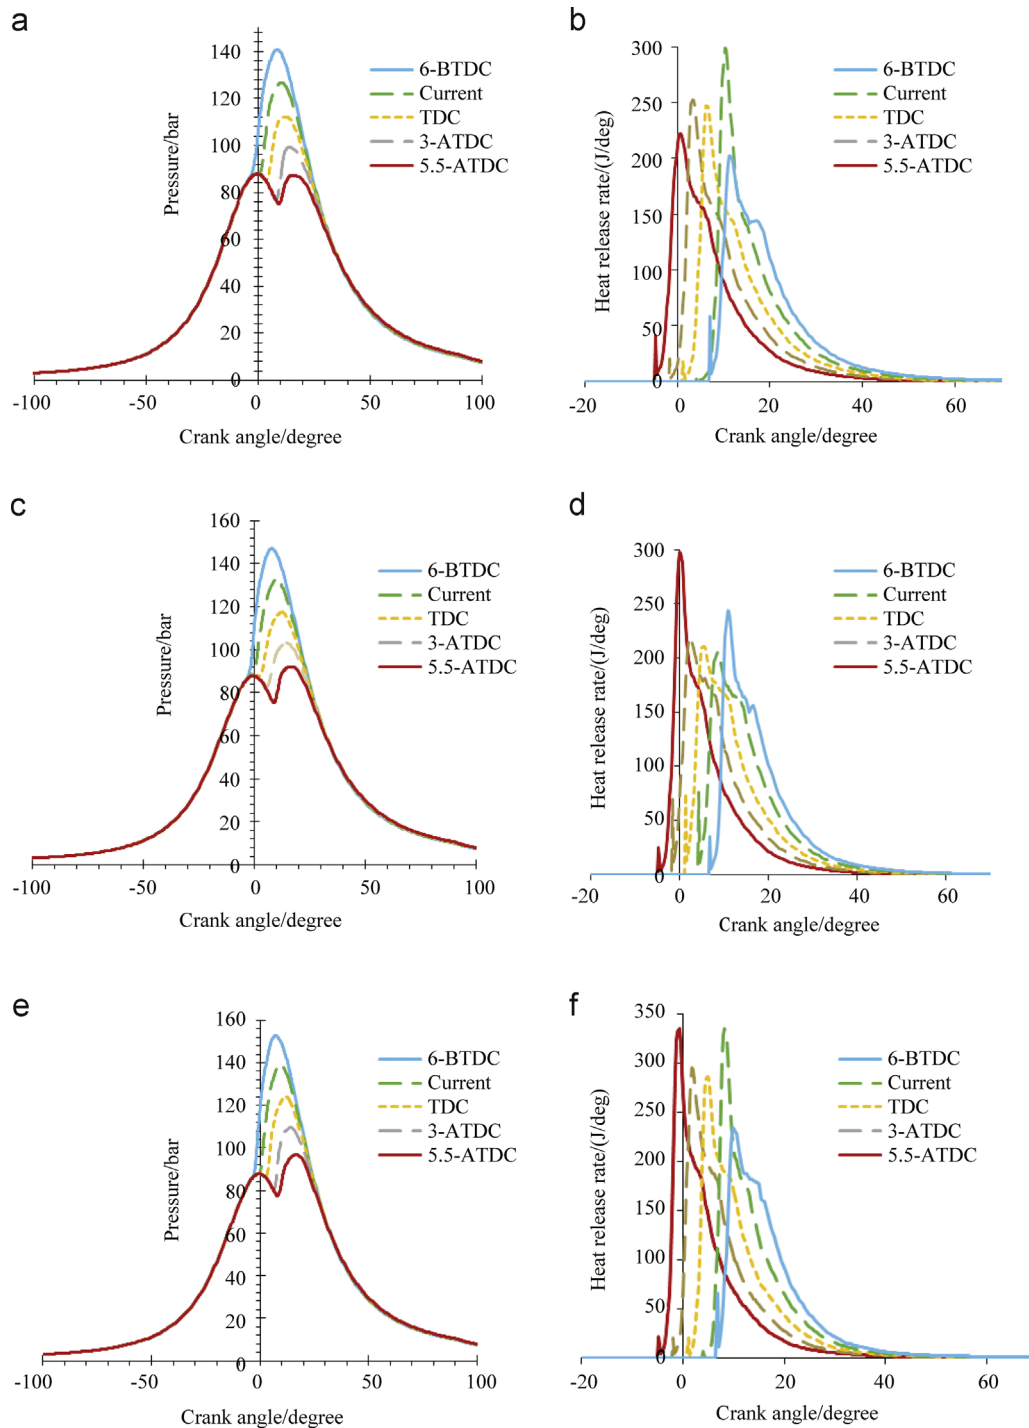 a
140
120
100
80
60
40
20
0
-100
-50
0
50
100
Pressure/bar
Crank angle/degree
6-BTDC
Current
TDC
3-ATDC
5.5-ATDC
b
300
250
200
150
100
50
0
-20
0
20
40
60
Heat release rate/(J/deg)
Crank angle/degree
6-BTDC
Current
TDC
3-ATDC
5.5-ATDC
c
160
140
120
100
80
60
40
20
0
-100
-50
0
50
100
Pressure/bar
Crank angle/degree
6-BTDC
Current
TDC
3-ATDC
5.5-ATDC
d
300
250
200
150
100
50
0
-20
0
20
40
60
Heat release rate/(J/deg)
Crank angle/degree
6-BTDC
Current
TDC
3-ATDC
5.5-ATDC
e
160
140
120
100
80
60
40
20
0
-100
-50
0
50
100
Pressure/bar
Crank angle/degree
6-BTDC
Current
TDC
3-ATDC
5.5-ATDC
f
350
300
250
200
150
100
50
0
-20
0
20
40
60
Heat release rate/(J/deg)
Crank angle/degree
6-BTDC
Current
TDC
3-ATDC
5.5-ATDC